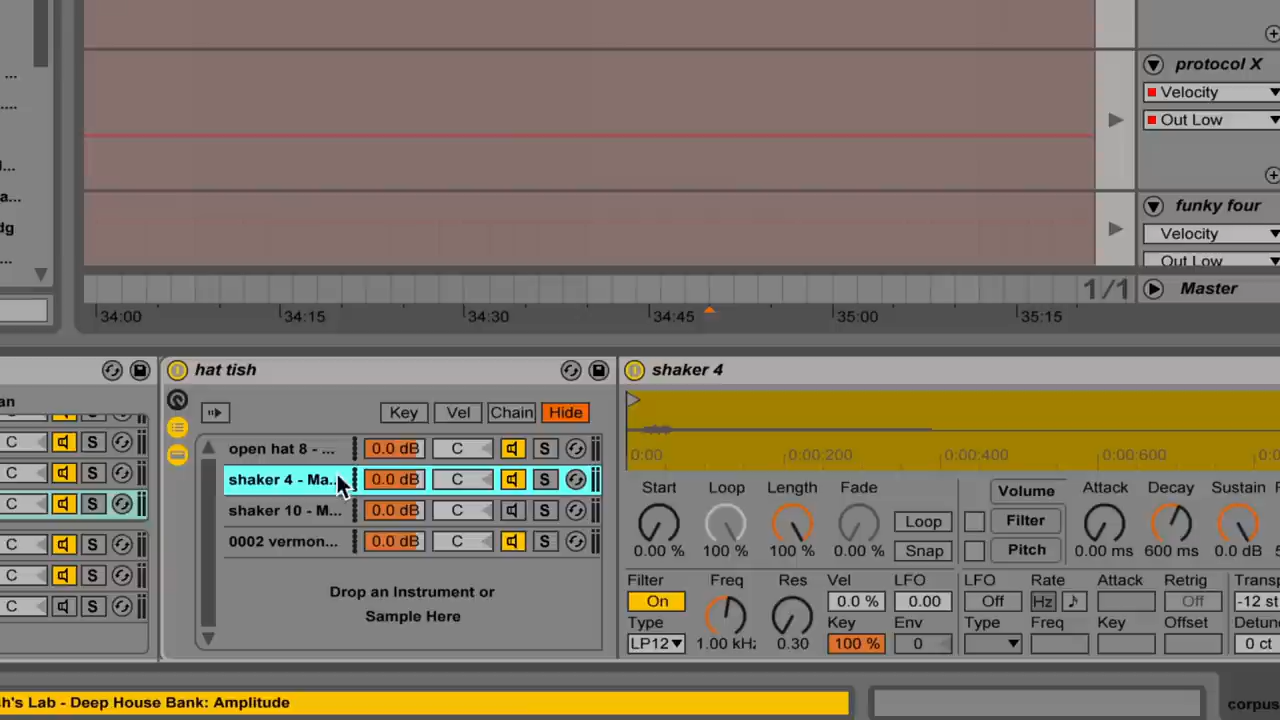 ...
....
protocol X
Velocity
Out Low
...
a...
dg
funky four
...
Velocity
Out Low
1/1
Master
34:00
34:15
34:30
34:45
35:00
35:15
hat tish
shaker 4
an
Key
Vel
Chain
Hide
C
S
open hat 8 - ...
0.0 dB
C
S
0:00
0:00:200
0:00:400
0:00:600
C
S
shaker 4 - Ma...
0.0 dB
C
S
Start
Loop
Length
Fade
Volume
Attack
Decay
Sustain
C
S
shaker 10 - M...
0.0 dB
C
S
Loop
Filter
C
S
0002 vermon...
0.0 dB
C
S
0.00 %
100 %
100 %
0.00 %
Snap
Pitch
0.00 ms
600 ms
0.0 dB
C
S
Drop an Instrument or
Sample Here
Filter
Freq
Res
Vel
LFO
LFO
Rate
Attack
Retrig
Transp
On
0.0 %
0.00
Off
Hz
Off
-12 st
C
S
Type
Key
Env
Type
Freq
Key
Offset
Detune
LP12
1.00 kHz
0.30
100 %
0
0 ct
h's Lab - Deep House Bank: Amplitude
corpus